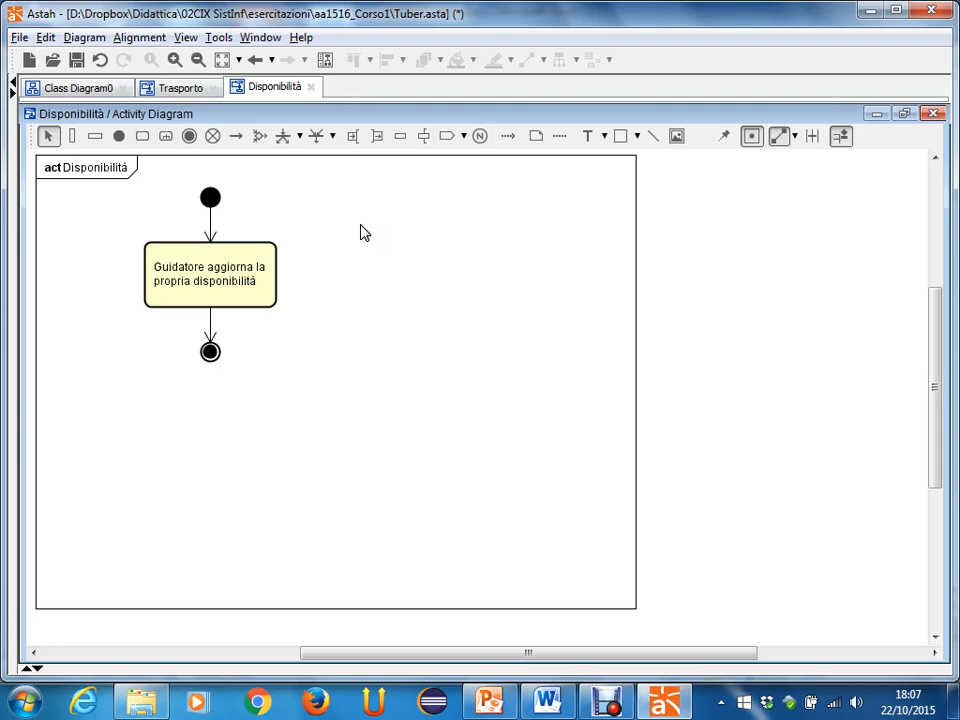 Astah - [D:\Dropbox\Didattica\02CIX SistInf\esercitazioni\aa1516_Corso1\Tuber.asta] (*)
File Edit Diagram Alignment View Tools Window Help
Class Diagram0 Trasporto Disponibilità
Disponibilità / Activity Diagram
N T
act Disponibilità
Guidatore aggiorna la
propria disponibilità
18:07
22/10/2015